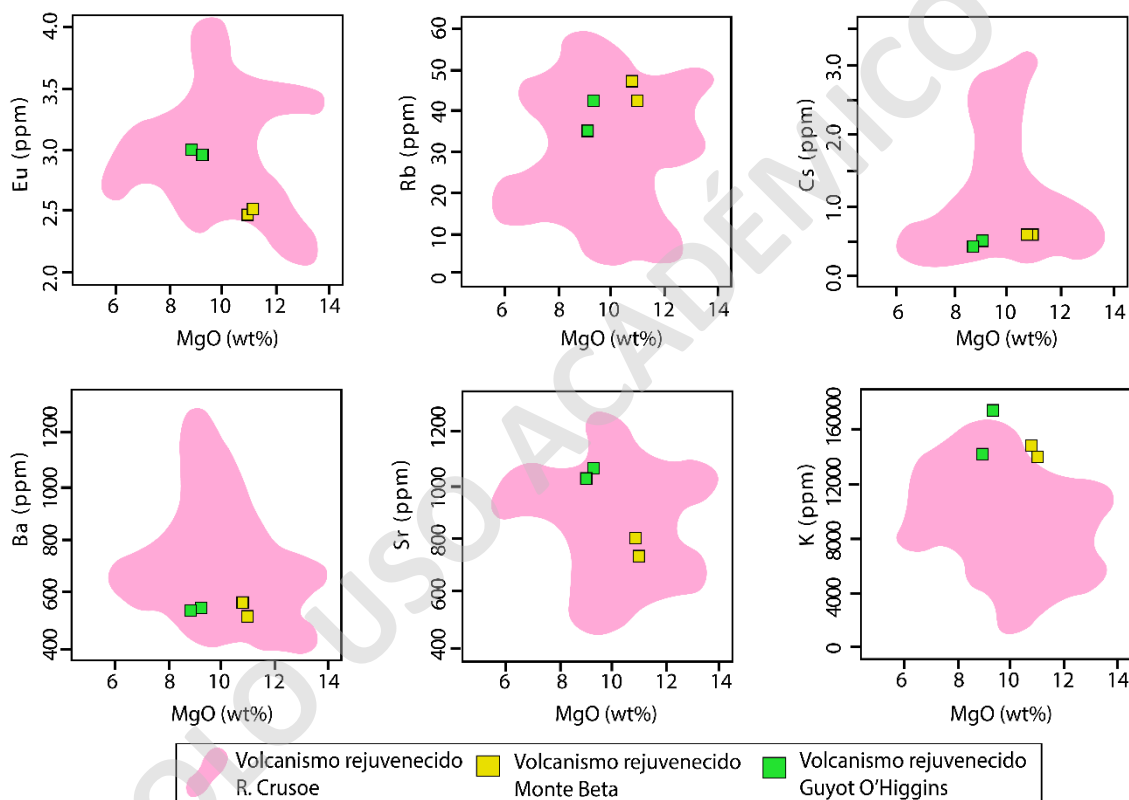 4.0
3.5
3.0
2.5
2.0
Eu (ppm)
6 8 10 12 14
MgO (wt%)
60
50
40
30
20
10
0
Rb (ppm)
6 8 10 12 14
MgO (wt%)
3.0
2.0
1.0
0.0
Cs (ppm)
6 8 10 12 14
MgO (wt%)
1200
1000
800
600
400
Ba (ppm)
6 8 10 12 14
MgO (wt%)
1200
1000
800
600
400
Sr (ppm)
6 8 10 12 14
MgO (wt%)
160000
12000
8000
4000
0
K (ppm)
6 8 10 12 14
MgO (wt%)
Volcanismo rejuvenecido
R. Crusoe
Volcanismo rejuvenecido
Monte Beta
Volcanismo rejuvenecido
Guyot O'Higgins
OLO USO ACADÉMICO